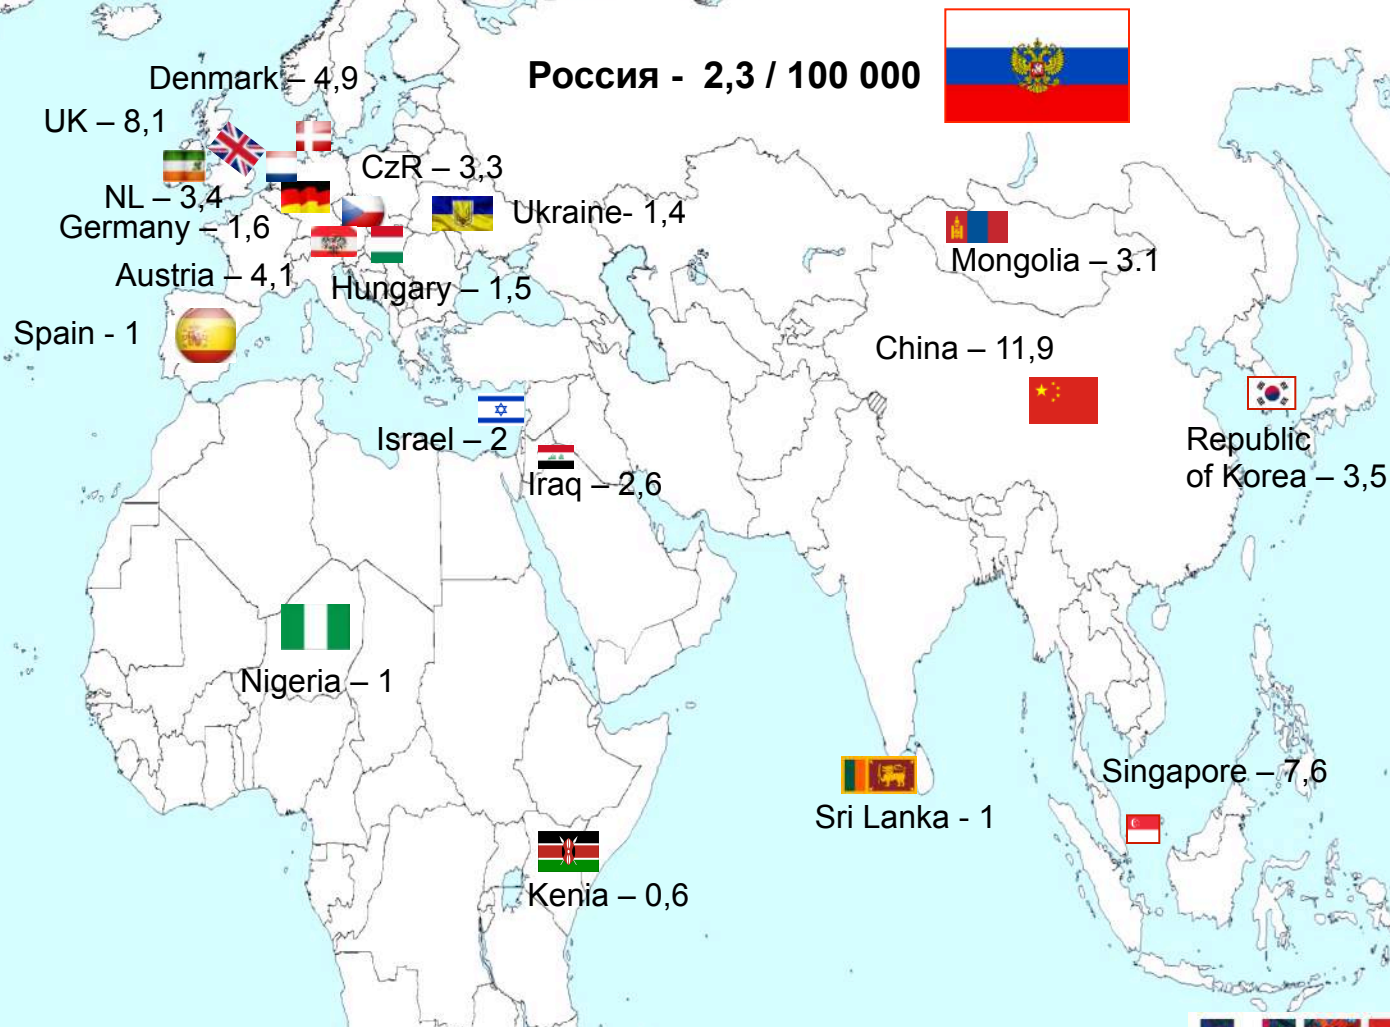 Россия - 2,3 / 100 000
Denmark – 4,9
UK – 8,1
CzR – 3,3
NL – 3,4
Ukraine- 1,4
Germany – 1,6
Mongolia – 3.1
Austria – 4,1
Hungary – 1,5
Spain - 1
China – 11,9
Israel – 2
Republic
of Korea – 3,5
Iraq – 2,6
Nigeria – 1
Singapore – 7,6
Sri Lanka - 1
Kenia – 0,6